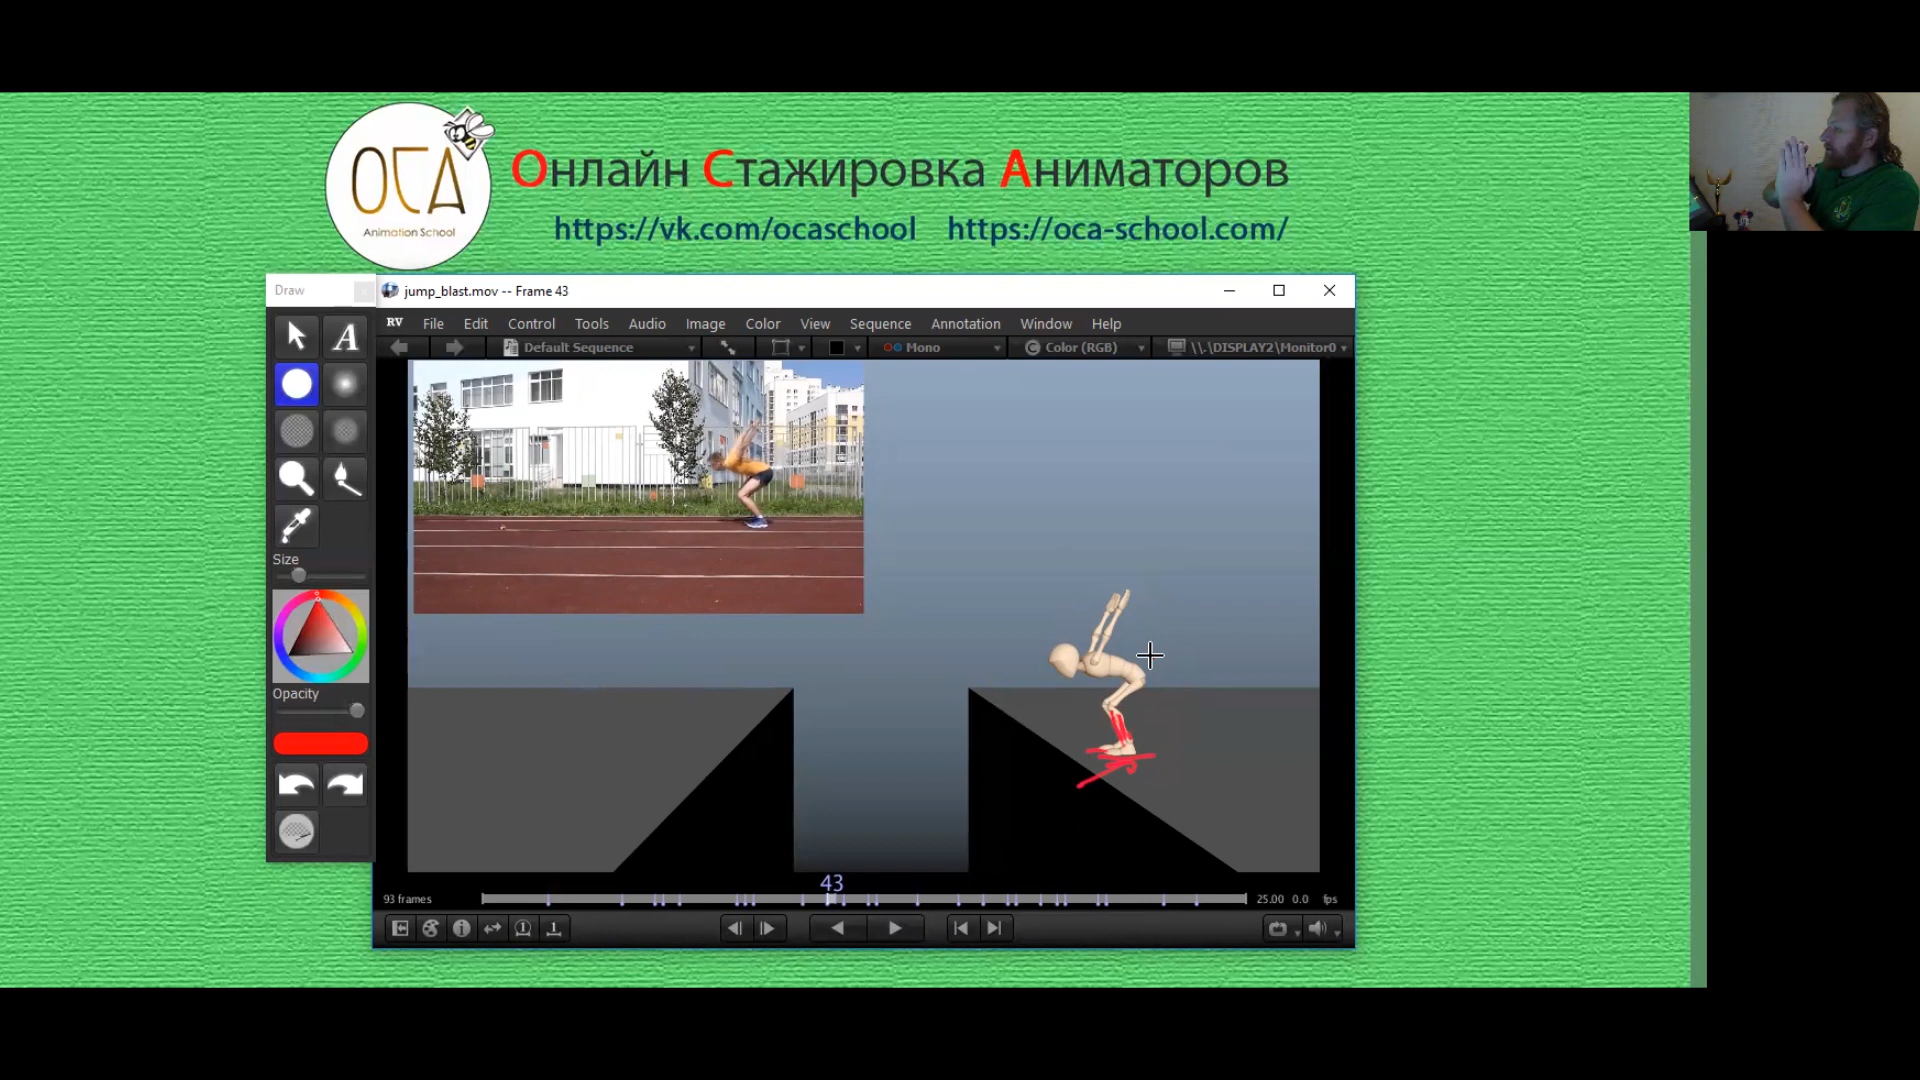 ОСА
Animation School
Онлайн Стажировка Аниматоров
https://vk.com/ocaschool https://oca-school.com/
Draw
jump_blast.mov -- Frame 43
RV File Edit Control Tools Audio Image Color View Sequence Annotation Window Help
Default Sequence Mono Color (RGB) \\.\DISPLAY2\Monitor0
A
Size
Opacity
43
93 frames 25.00 0.0 fps